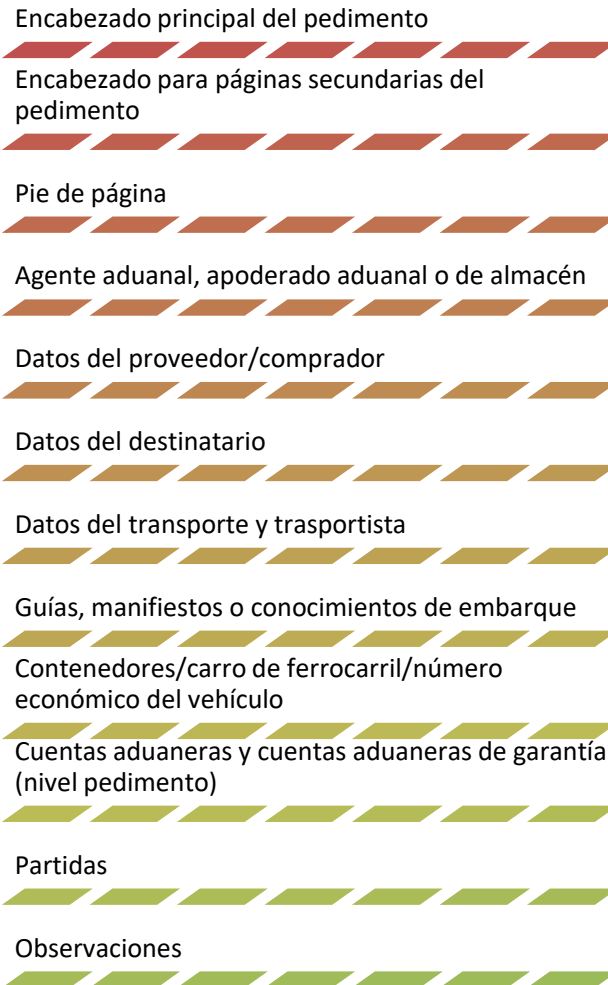 Encabezado principal del pedimento
Encabezado para páginas secundarias del
pedimento
Pie de página
Agente aduanal, apoderado aduanal o de almacén
Datos del proveedor/comprador
Datos del destinatario
Datos del transporte y trasportista
Guías, manifiestos o conocimientos de embarque
Contenedores/carro de ferrocarril/número
económico del vehículo
Cuentas aduaneras y cuentas aduaneras de garantía
(nivel pedimento)
Partidas
Observaciones